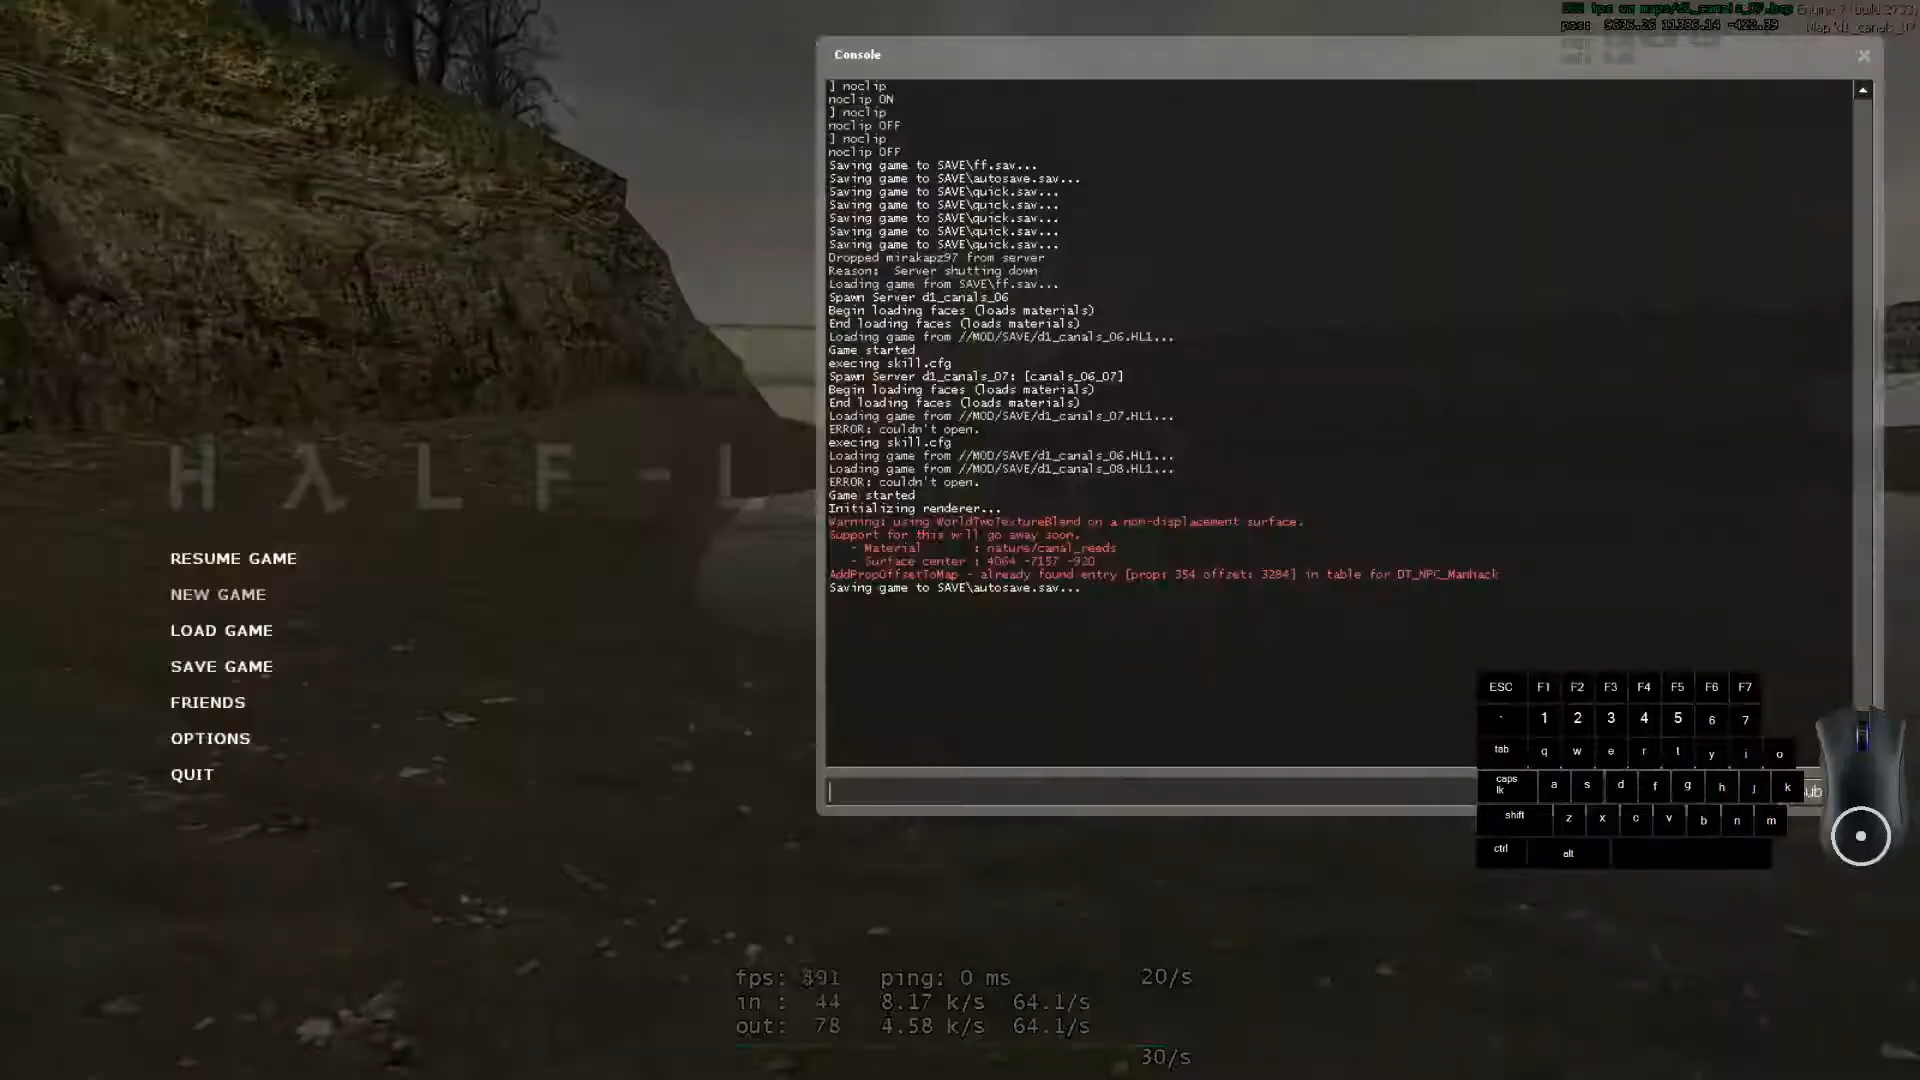 Console
] noclip
noclip ON
] noclip
noclip OFF
] noclip
noclip OFF
Saving game to SAVE\ff.sav...
Saving game to SAVE\autosave.sav...
Saving game to SAVE\quick.sav...
Saving game to SAVE\quick.sav...
Saving game to SAVE\quick.sav...
Saving game to SAVE\quick.sav...
Saving game to SAVE\quick.sav...
Dropped mirakapz97 from server
Reason:  Server shutting down
Loading game from SAVE\ff.sav...
Spawn Server d1_canals_06
Begin loading faces (loads materials)
End loading faces (loads materials)
Loading game from //MOD/SAVE/d1_canals_06.HL1...
Game started
execing skill.cfg
Spawn Server d1_canals_07: [canals_06_07]
Begin loading faces (loads materials)
End loading faces (loads materials)
Loading game from //MOD/SAVE/d1_canals_07.HL1...
ERROR: couldn't open.
execing skill.cfg
Loading game from //MOD/SAVE/d1_canals_06.HL1...
Loading game from //MOD/SAVE/d1_canals_08.HL1...
ERROR: couldn't open.
Game started
Initializing renderer...
Warning: using WorldTwoTextureBlend on a non-displacement surface.
Support for this will go away soon.
- Material : nature/canal_reeds
- Surface center : 4064 -7157 -920
AddPropOffsetToMap - already found entry [prop: 354 offset: 3284] in table for DT_NPC_Manhack
Saving game to SAVE\autosave.sav...
H λ L F - L
RESUME GAME
NEW GAME
LOAD GAME
SAVE GAME
FRIENDS
OPTIONS
QUIT
ESC F1 F2 F3 F4 F5 F6 F7
` 1 2 3 4 5 6 7
tab q w e r t y i o
caps lk a s d f g h j k
shift z x c v b n m
ctrl alt
fps: 891 ping: 0 ms 20/s
in : 44 8.17 k/s 64.1/s
out: 78 4.58 k/s 64.1/s
30/s